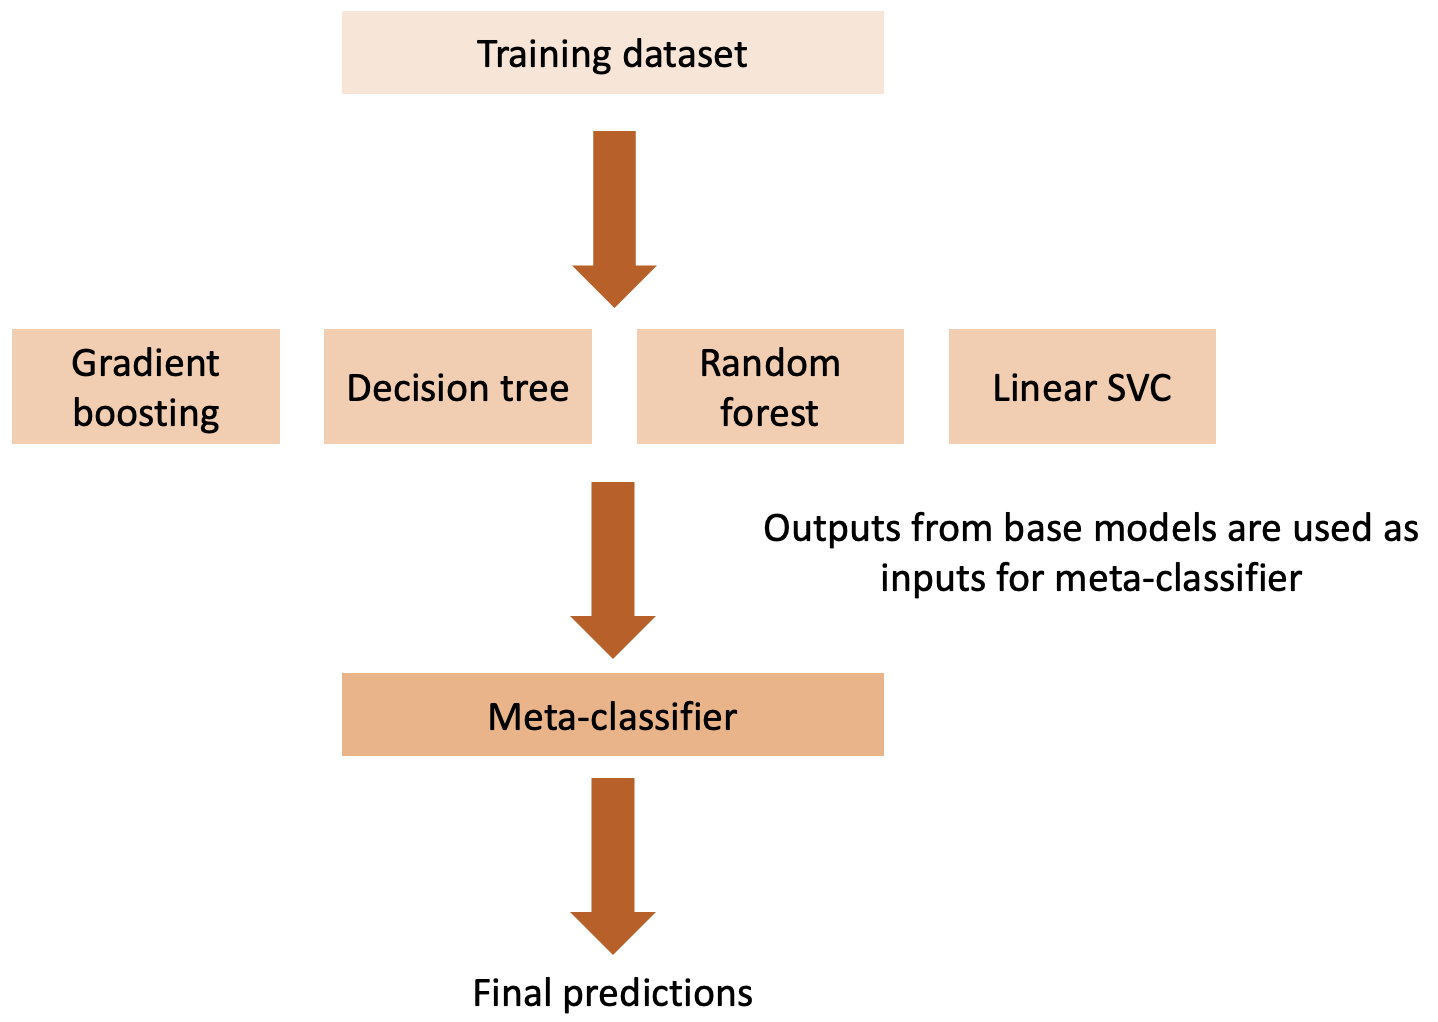 Training dataset
Gradient
boosting
Decision tree
Random
forest
Linear SVC
Outputs from base models are used as
inputs for meta-classifier
Meta-classifier
Final predictions